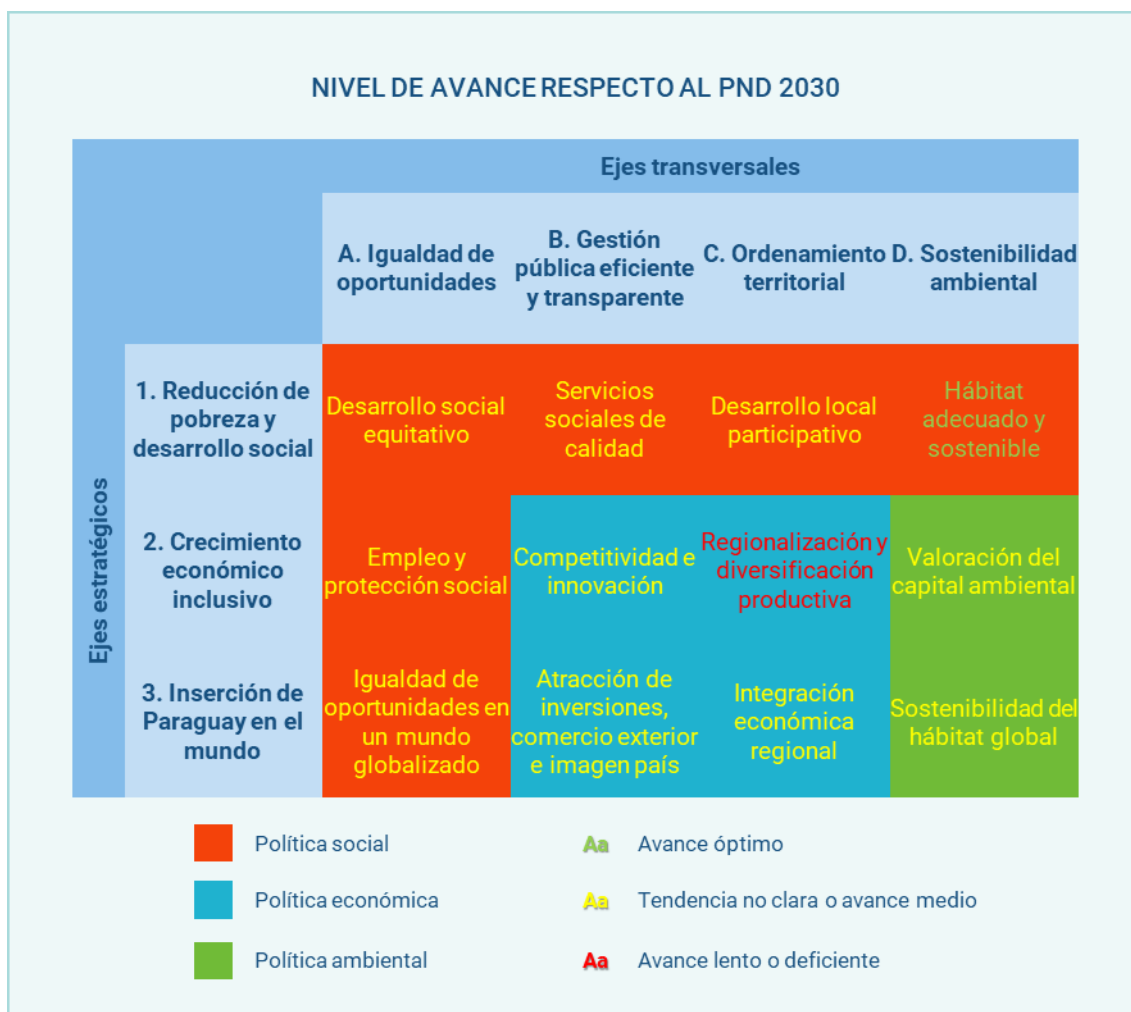 NIVEL DE AVANCE RESPECTO AL PND 2030
Ejes transversales
A. Igualdad de
oportunidades
B. Gestión
pública eficiente
y transparente
C. Ordenamiento
territorial
D. Sostenibilidad
ambiental
Ejes estratégicos
1. Reducción de
pobreza y
desarrollo social
Desarrollo social
equitativo
Servicios
sociales de
calidad
Desarrollo local
participativo
Hábitat
adecuado y
sostenible
2. Crecimiento
económico
inclusivo
Empleo y
protección social
Competitividad e
innovación
Regionalización y
diversificación
productiva
Valoración del
capital ambiental
3. Inserción de
Paraguay en el
mundo
Igualdad de
oportunidades en
un mundo
globalizado
Atracción de
inversiones,
comercio exterior
e imagen país
Integración
económica
regional
Sostenibilidad del
hábitat global
Política social
Aa Avance óptimo
Política económica
Aa Tendencia no clara o avance medio
Política ambiental
Aa Avance lento o deficiente